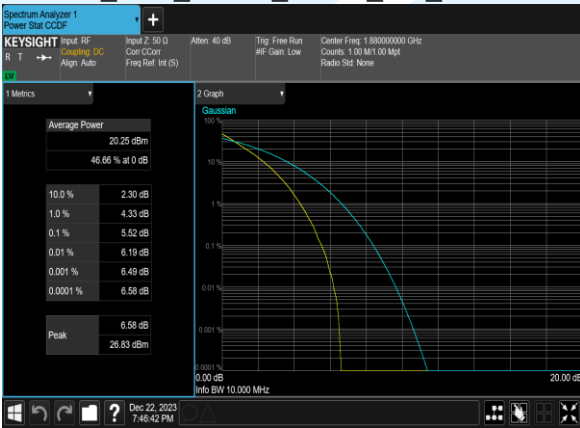 Spectrum Analyzer 1
Power Stat CCDF
+
KEYSIGHT
R T
LV
Input: RF
Coupling: DC
Align: Auto
Input Z: 50 Ω
Corr CCorr
Freq Ref: Int (S)
Atten: 40 dB
Trig: Free Run
#IF Gain: Low
Center Freq: 1.880000000 GHz
Counts: 1.00 M/1.00 Mpt
Radio Std: None
1 Metrics
Average Power
20.25 dBm
46.66 % at 0 dB
10.0 % 2.30 dB
1.0 % 4.33 dB
0.1 % 5.52 dB
0.01 % 6.19 dB
0.001 % 6.49 dB
0.0001 % 6.58 dB
Peak
6.58 dB
26.83 dBm
2 Graph
Gaussian
100 %
10 %
1 %
0.1 %
0.01 %
0.001 %
0.0001 %
0.00 dB
20.00 dB
Info BW 10.000 MHz
?
Dec 22, 2023
7:46:42 PM